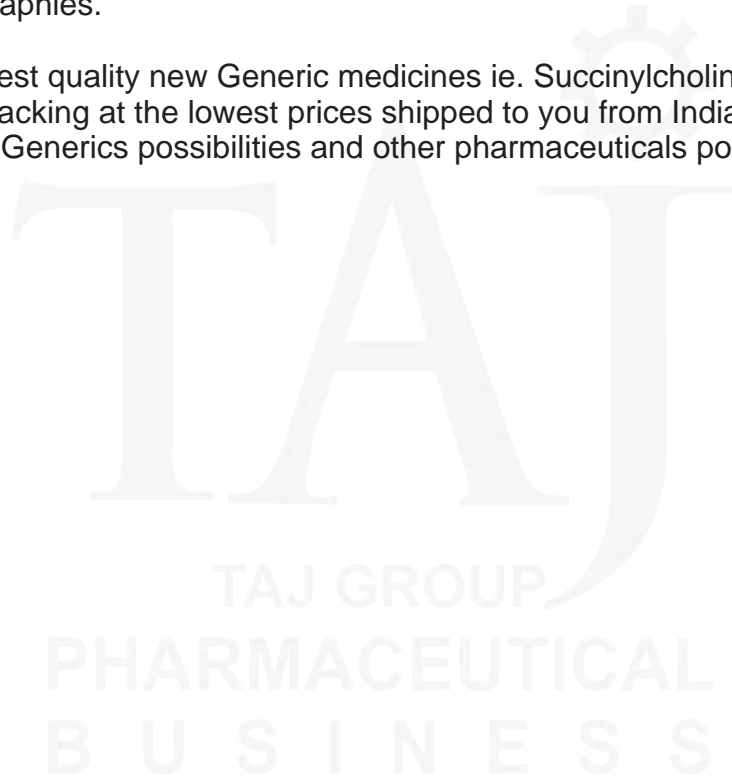 aphies.
est quality new Generic medicines ie. Succinylcholin
acking at the lowest prices shipped to you from India
Generics possibilities and other pharmaceuticals po
TAJ
TAJ GROUP
PHARMACEUTICAL
BUSINESS